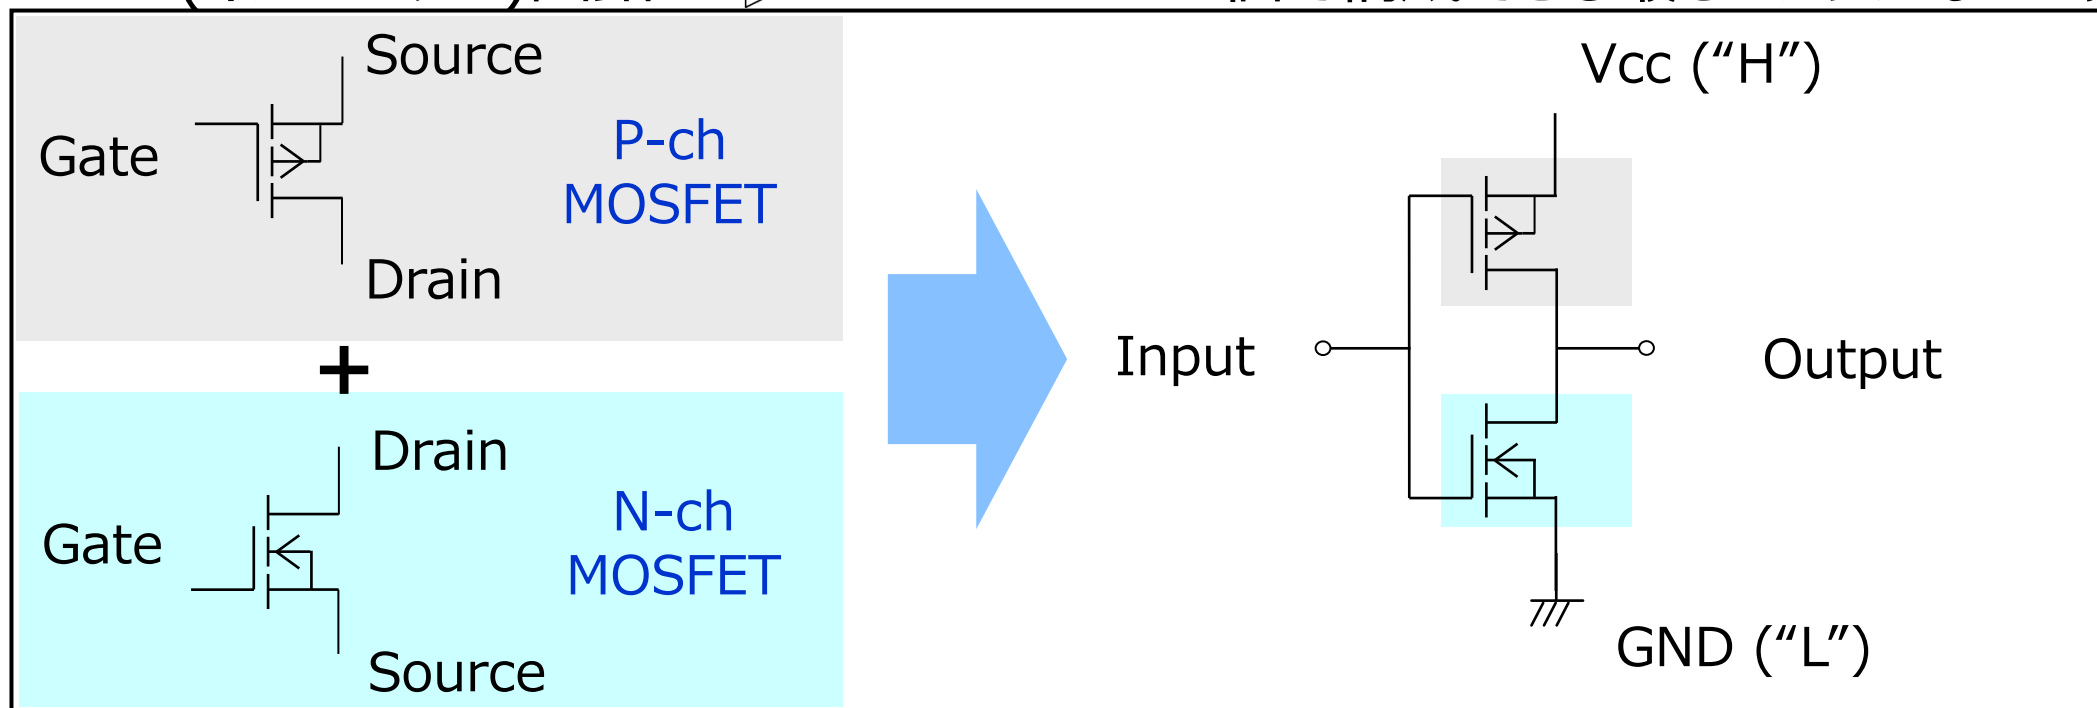 Source
Gate
P-ch
MOSFET
Drain
+
Drain
Gate
N-ch
MOSFET
Source
Vcc (“H”)
Input
Output
GND (“L”)